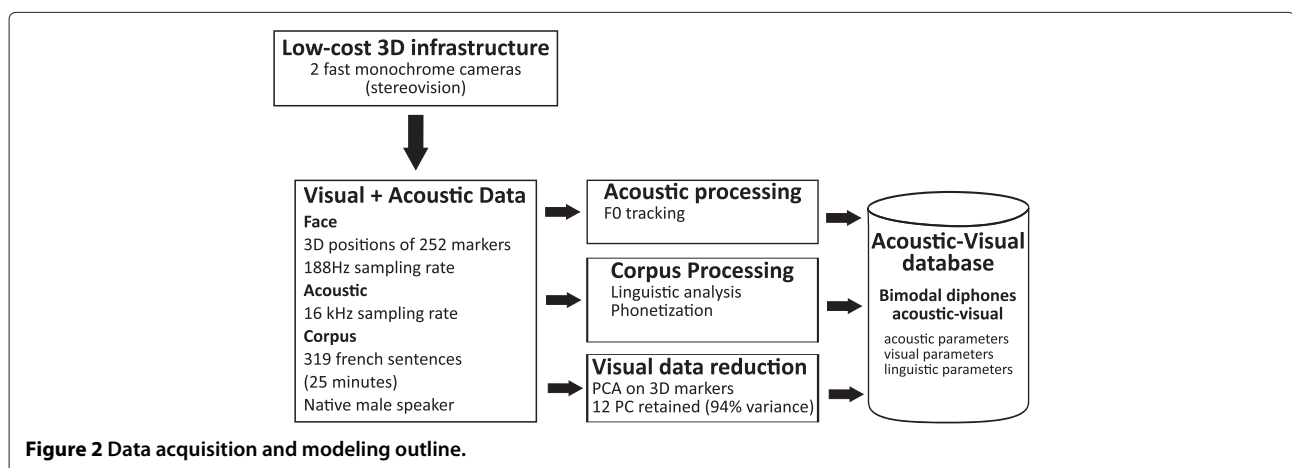 Low-cost 3D infrastructure
2 fast monochrome cameras
(stereovision)
Visual + Acoustic Data
Face
3D positions of 252 markers
188Hz sampling rate
Acoustic
16 kHz sampling rate
Corpus
319 french sentences
(25 minutes)
Native male speaker
Acoustic processing
F0 tracking
Corpus Processing
Linguistic analysis
Phonetization
Visual data reduction
PCA on 3D markers
12 PC retained (94% variance)
Acoustic-Visual
database
Bimodal diphones
acoustic-visual
acoustic parameters
visual parameters
linguistic parameters
Figure 2 Data acquisition and modeling outline.